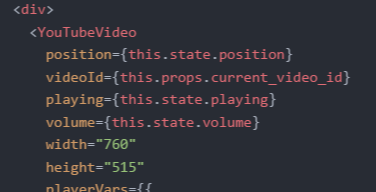 <div>
<YouTubeVideo
position={this.state.position}
videoId={this.props.current_video_id}
playing={this.state.playing}
volume={this.state.volume}
width="760"
height="515"
playerVars={{